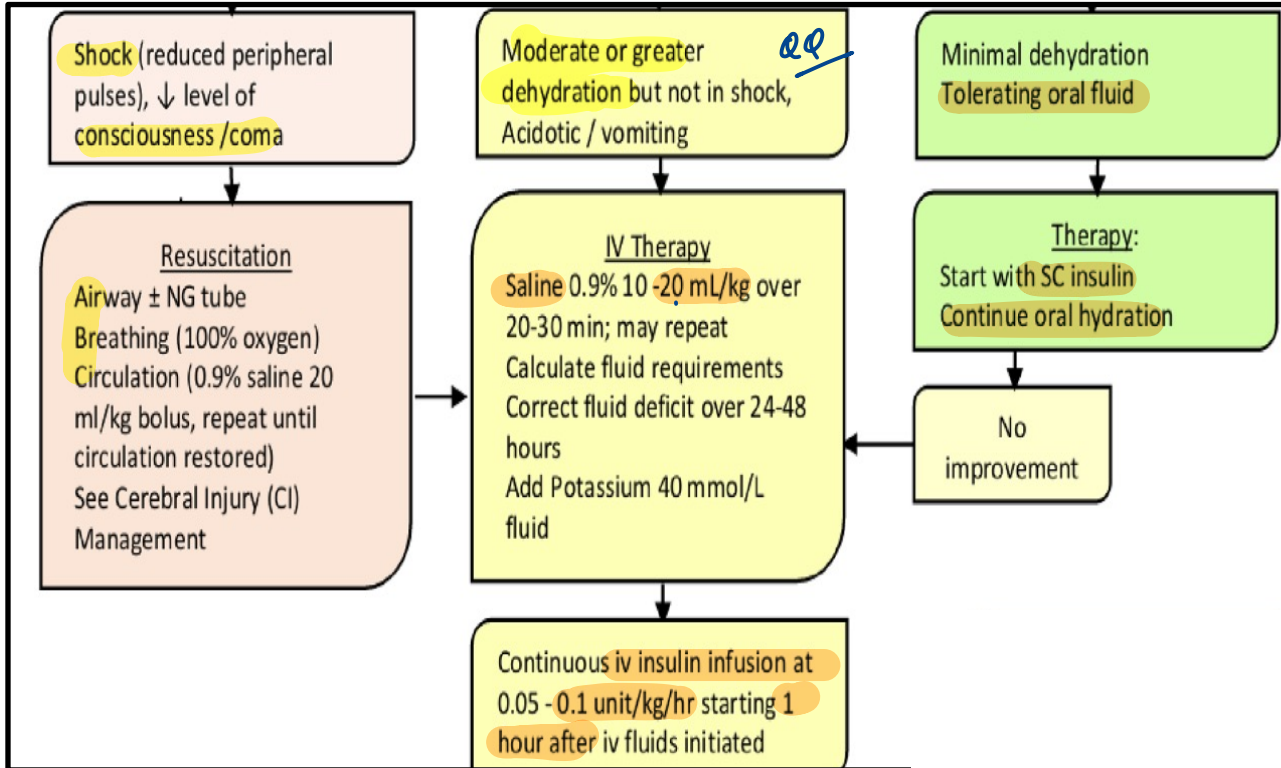 Shock (reduced peripheral
pulses), ↓ level of
consciousness /coma
Moderate or greater
dehydration but not in shock,
Acidotic / vomiting
QQ
Minimal dehydration
Tolerating oral fluid
Resuscitation
Airway ± NG tube
Breathing (100% oxygen)
Circulation (0.9% saline 20
ml/kg bolus, repeat until
circulation restored)
See Cerebral Injury (CI)
Management
IV Therapy
Saline 0.9% 10 -20 mL/kg over
20-30 min; may repeat
Calculate fluid requirements
Correct fluid deficit over 24-48
hours
Add Potassium 40 mmol/L
fluid
Therapy:
Start with SC insulin
Continue oral hydration
No
improvement
Continuous iv insulin infusion at
0.05 - 0.1 unit/kg/hr starting 1
hour after iv fluids initiated